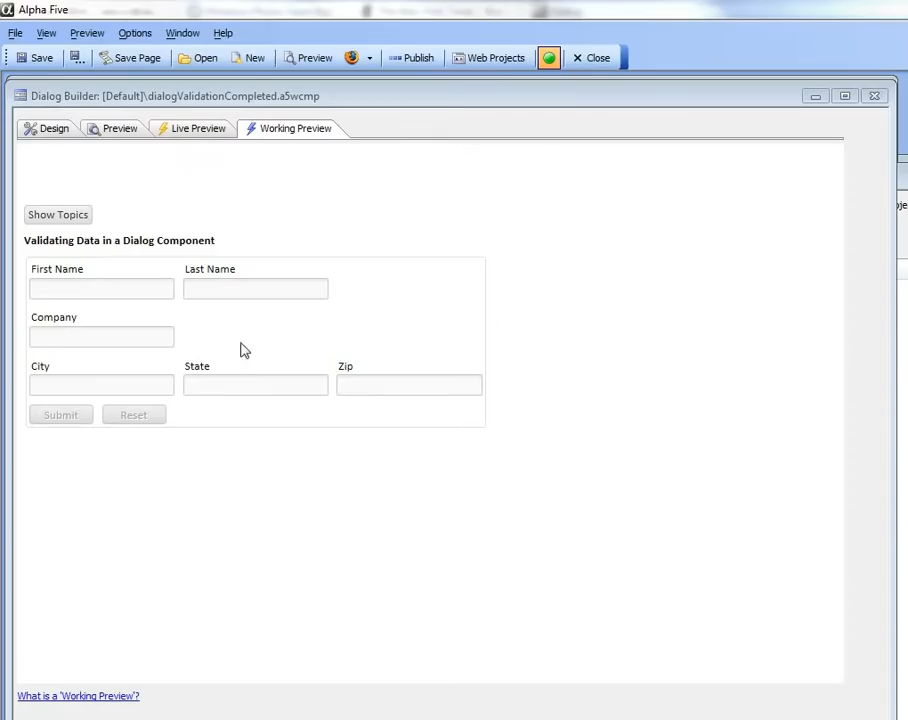 Alpha Five
File View Preview Options Window Help
Save Save Page Open New Preview Publish Web Projects Close
Dialog Builder: [Default]\dialogValidationCompleted.a5wcmp
Design Preview Live Preview Working Preview
Show Topics
Validating Data in a Dialog Component
First Name Last Name
Company
City State Zip
Submit Reset
What is a 'Working Preview'?